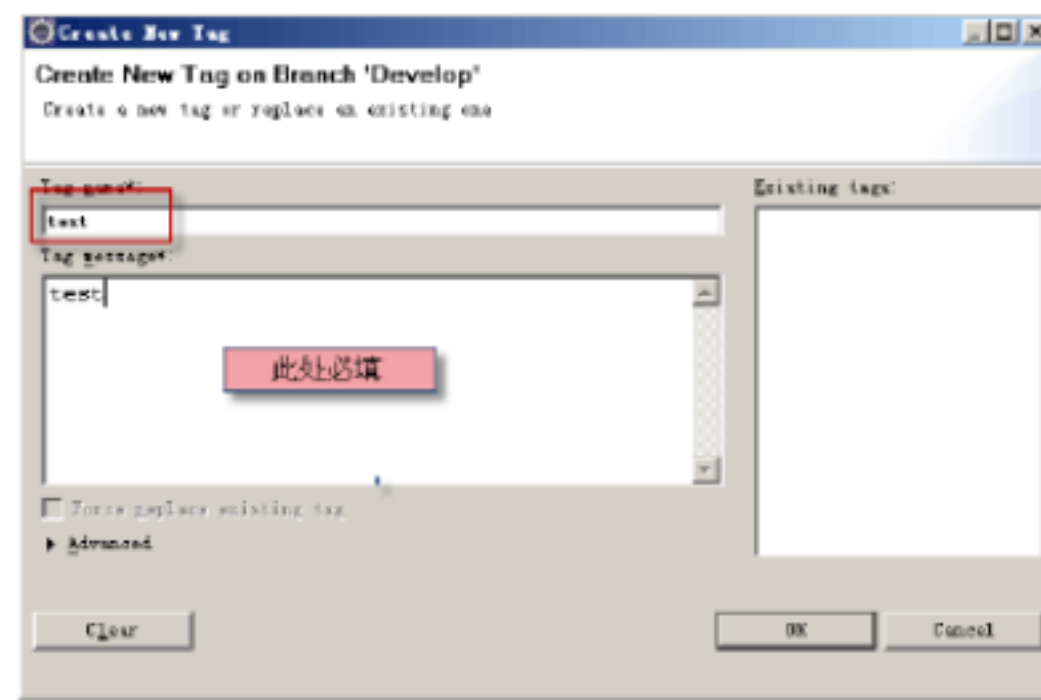 Create New Tag
Create New Tag on Branch 'Develop'
Create a new tag or replace an existing one
Tag name*:
test
Tag message*:
test
此处必填
Force replace existing tag
Advanced
Existing tags:
Clear
OK
Cancel